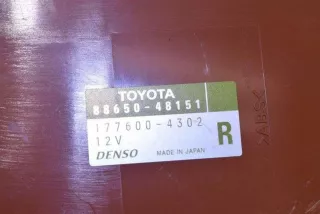 TOYOTA
88650-48151
177600-4302
12V
R
DENSO MADE IN JAPAN